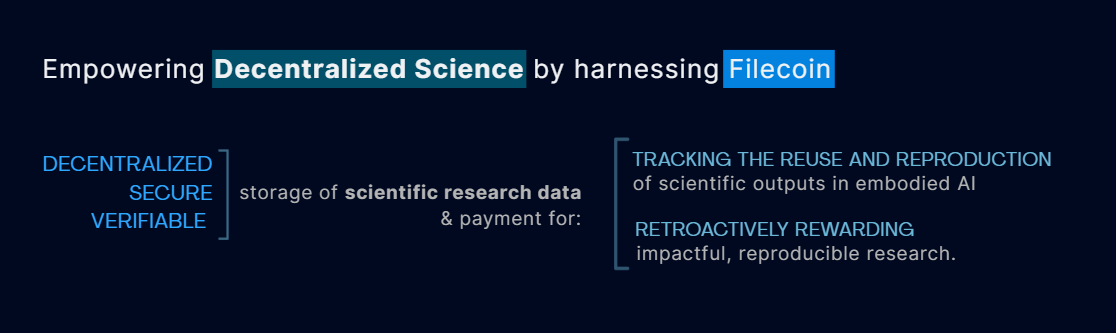 Empowering Decentralized Science by harnessing Filecoin
DECENTRALIZED
SECURE
VERIFIABLE
storage of scientific research data
& payment for:
TRACKING THE REUSE AND REPRODUCTION
of scientific outputs in embodied AI
RETROACTIVELY REWARDING
impactful, reproducible research.